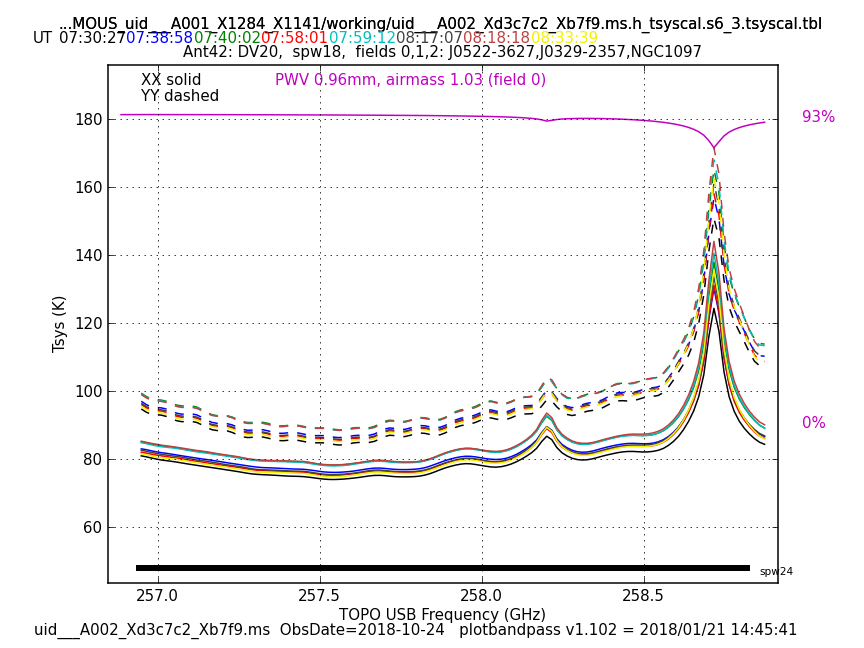 ...MOUS_uid___A001_X1284_X1141/working/uid___A002_Xd3c7c2_Xb7f9.ms.h_tsyscal.s6_3.tsyscal.tbl
UT 07:30:27 07:38:58 07:40:02 07:58:01 07:59:12 08:17:07 08:18:18 08:33:39
Ant42: DV20, spw18, fields 0,1,2: J0522-3627,J0329-2357,NGC1097
XX solid PWV 0.96mm, airmass 1.03 (field 0)
YY dashed
93%
0%
180
160
140
120
100
80
60
Tsys (K)
spw24
257.0 257.5 258.0 258.5
TOPO USB Frequency (GHz)
uid___A002_Xd3c7c2_Xb7f9.ms ObsDate=2018-10-24 plotbandpass v1.102 = 2018/01/21 14:45:41